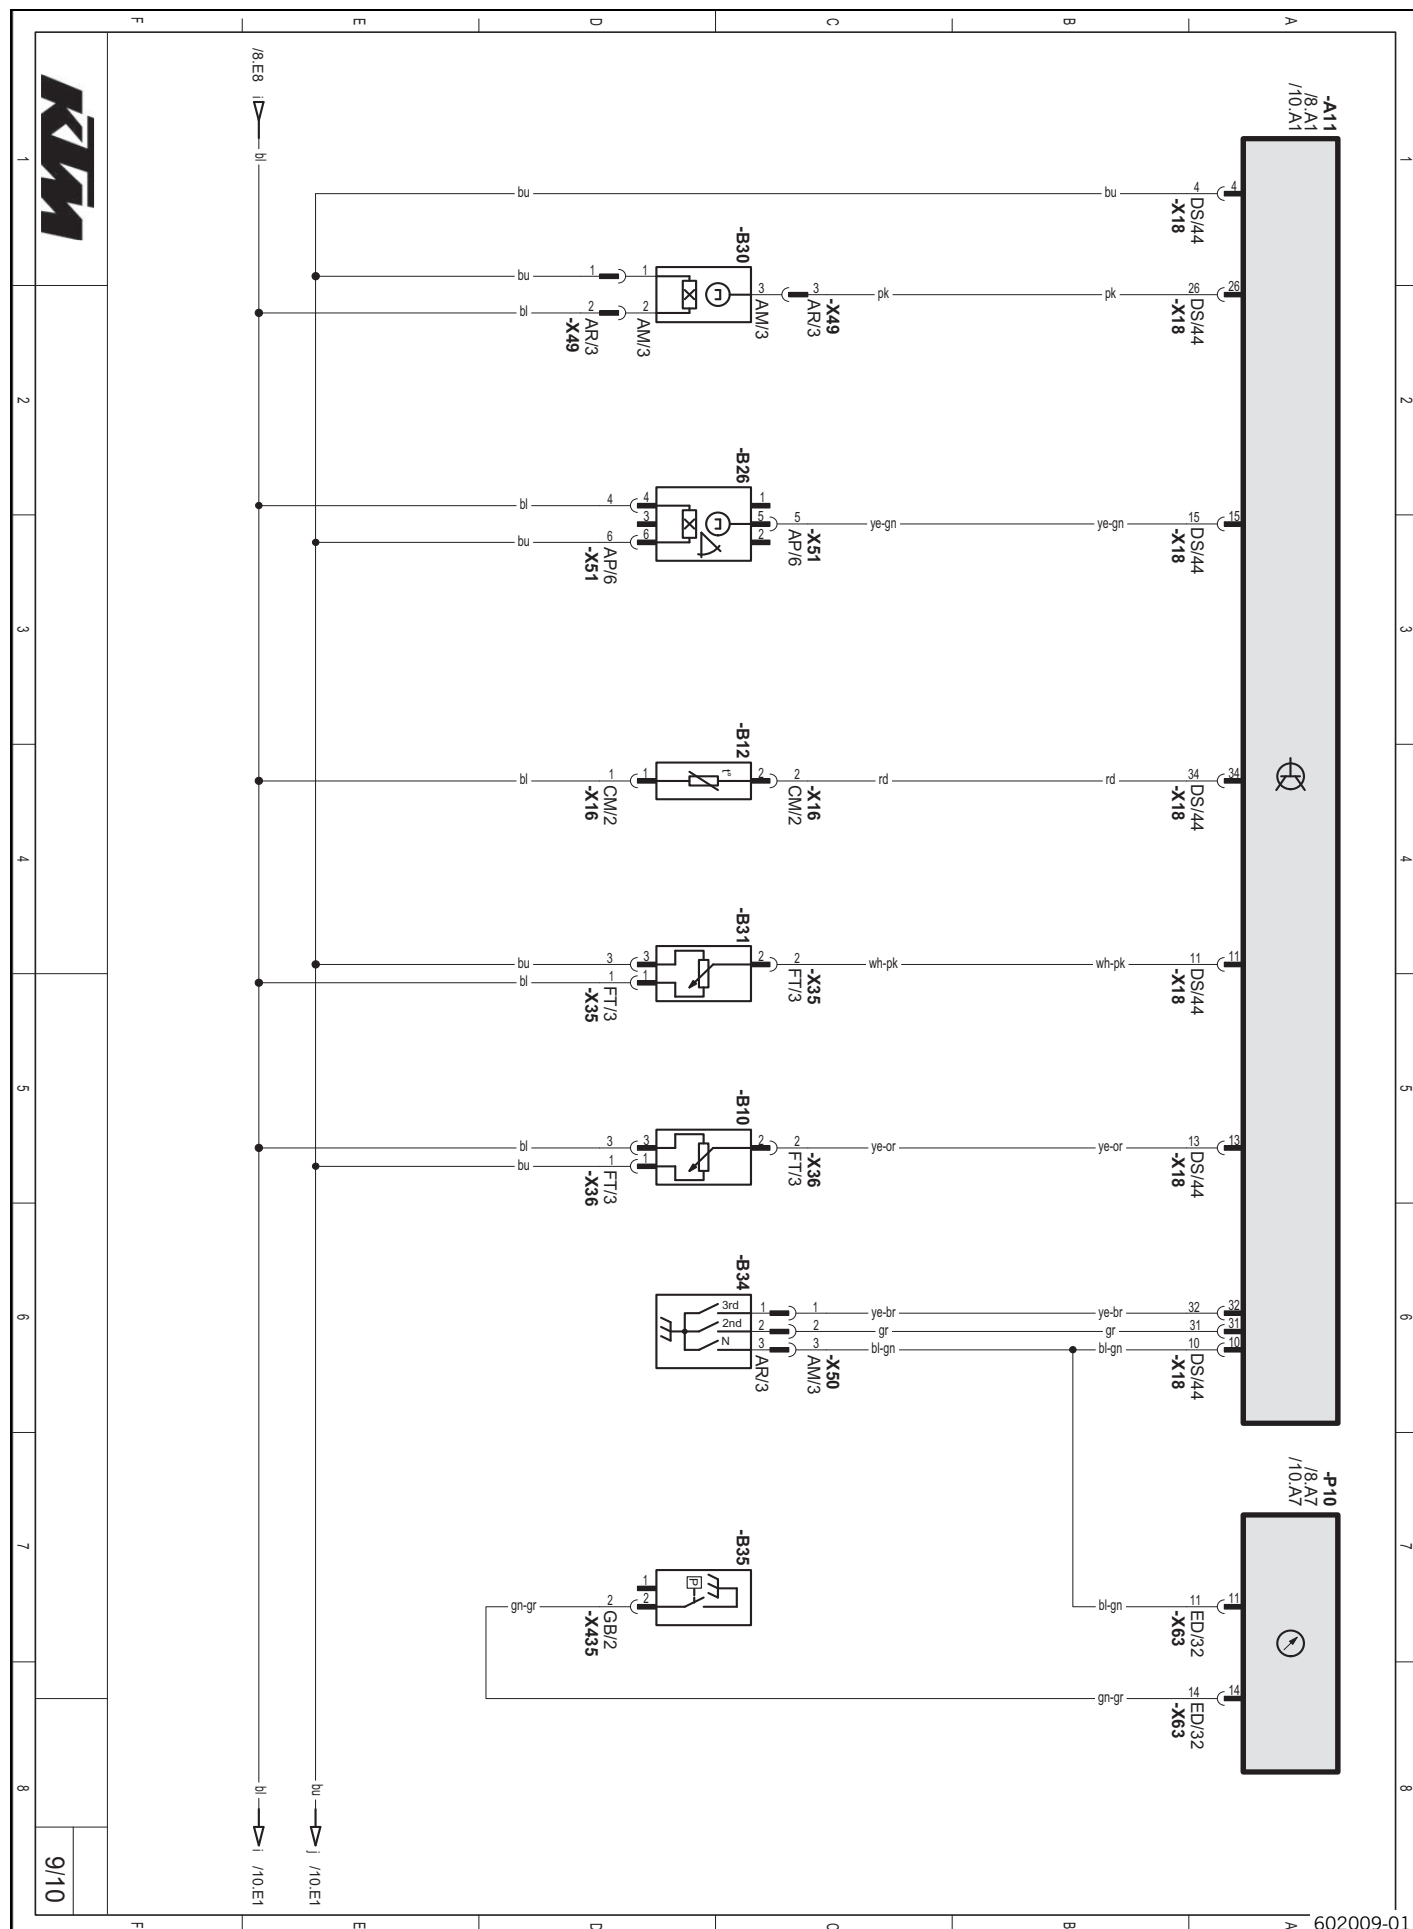 F E D C B A
/8.E8 i
-A11
/8.A1
/10.A1
KTM
1 1
bl
bu bu 4 4
DS/44
-X18
-B30
bu 1 1
bl 2 2
AR/3
-X49
AM/3
3 3
AM/3
AR/3
-X49
pk pk 26 26
DS/44
-X18
2 2
-B26
bl 4 4
3
bu 6 6
AP/6
-X51
1
5 5
2
AP/6
-X51
ye-gn ye-gn 15 15
DS/44
-X18
3 3
-B12
t°
bl 1 1
CM/2
-X16
2 2
CM/2
-X16
rd rd 34 34
DS/44
-X18
4 4
-B31
bu 3 3
bl 1 1
FT/3
-X35
2 2
FT/3
-X35
wh-pk wh-pk 11 11
DS/44
-X18
5 5
-B10
bl 3 3
bu 1 1
FT/3
-X36
2 2
FT/3
-X36
ye-or ye-or 13 13
DS/44
-X18
6 6
-B34
3rd 1 1 ye-br ye-br 32 32
2nd 2 2 gr gr 31 31
N 3 3 bl-gn bl-gn 10 10
AR/3
AM/3
-X50
DS/44
-X18
-P10
/8.A7
/10.A7
7 7
-B35
P
1
gn-gr 2 2
GB/2
-X435
bl-gn 11 11
ED/32
-X63
gn-gr 14 14
ED/32
-X63
8 8
bl bu
i /10.E1
j /10.E1
9/10
F E D C B A
602009-01